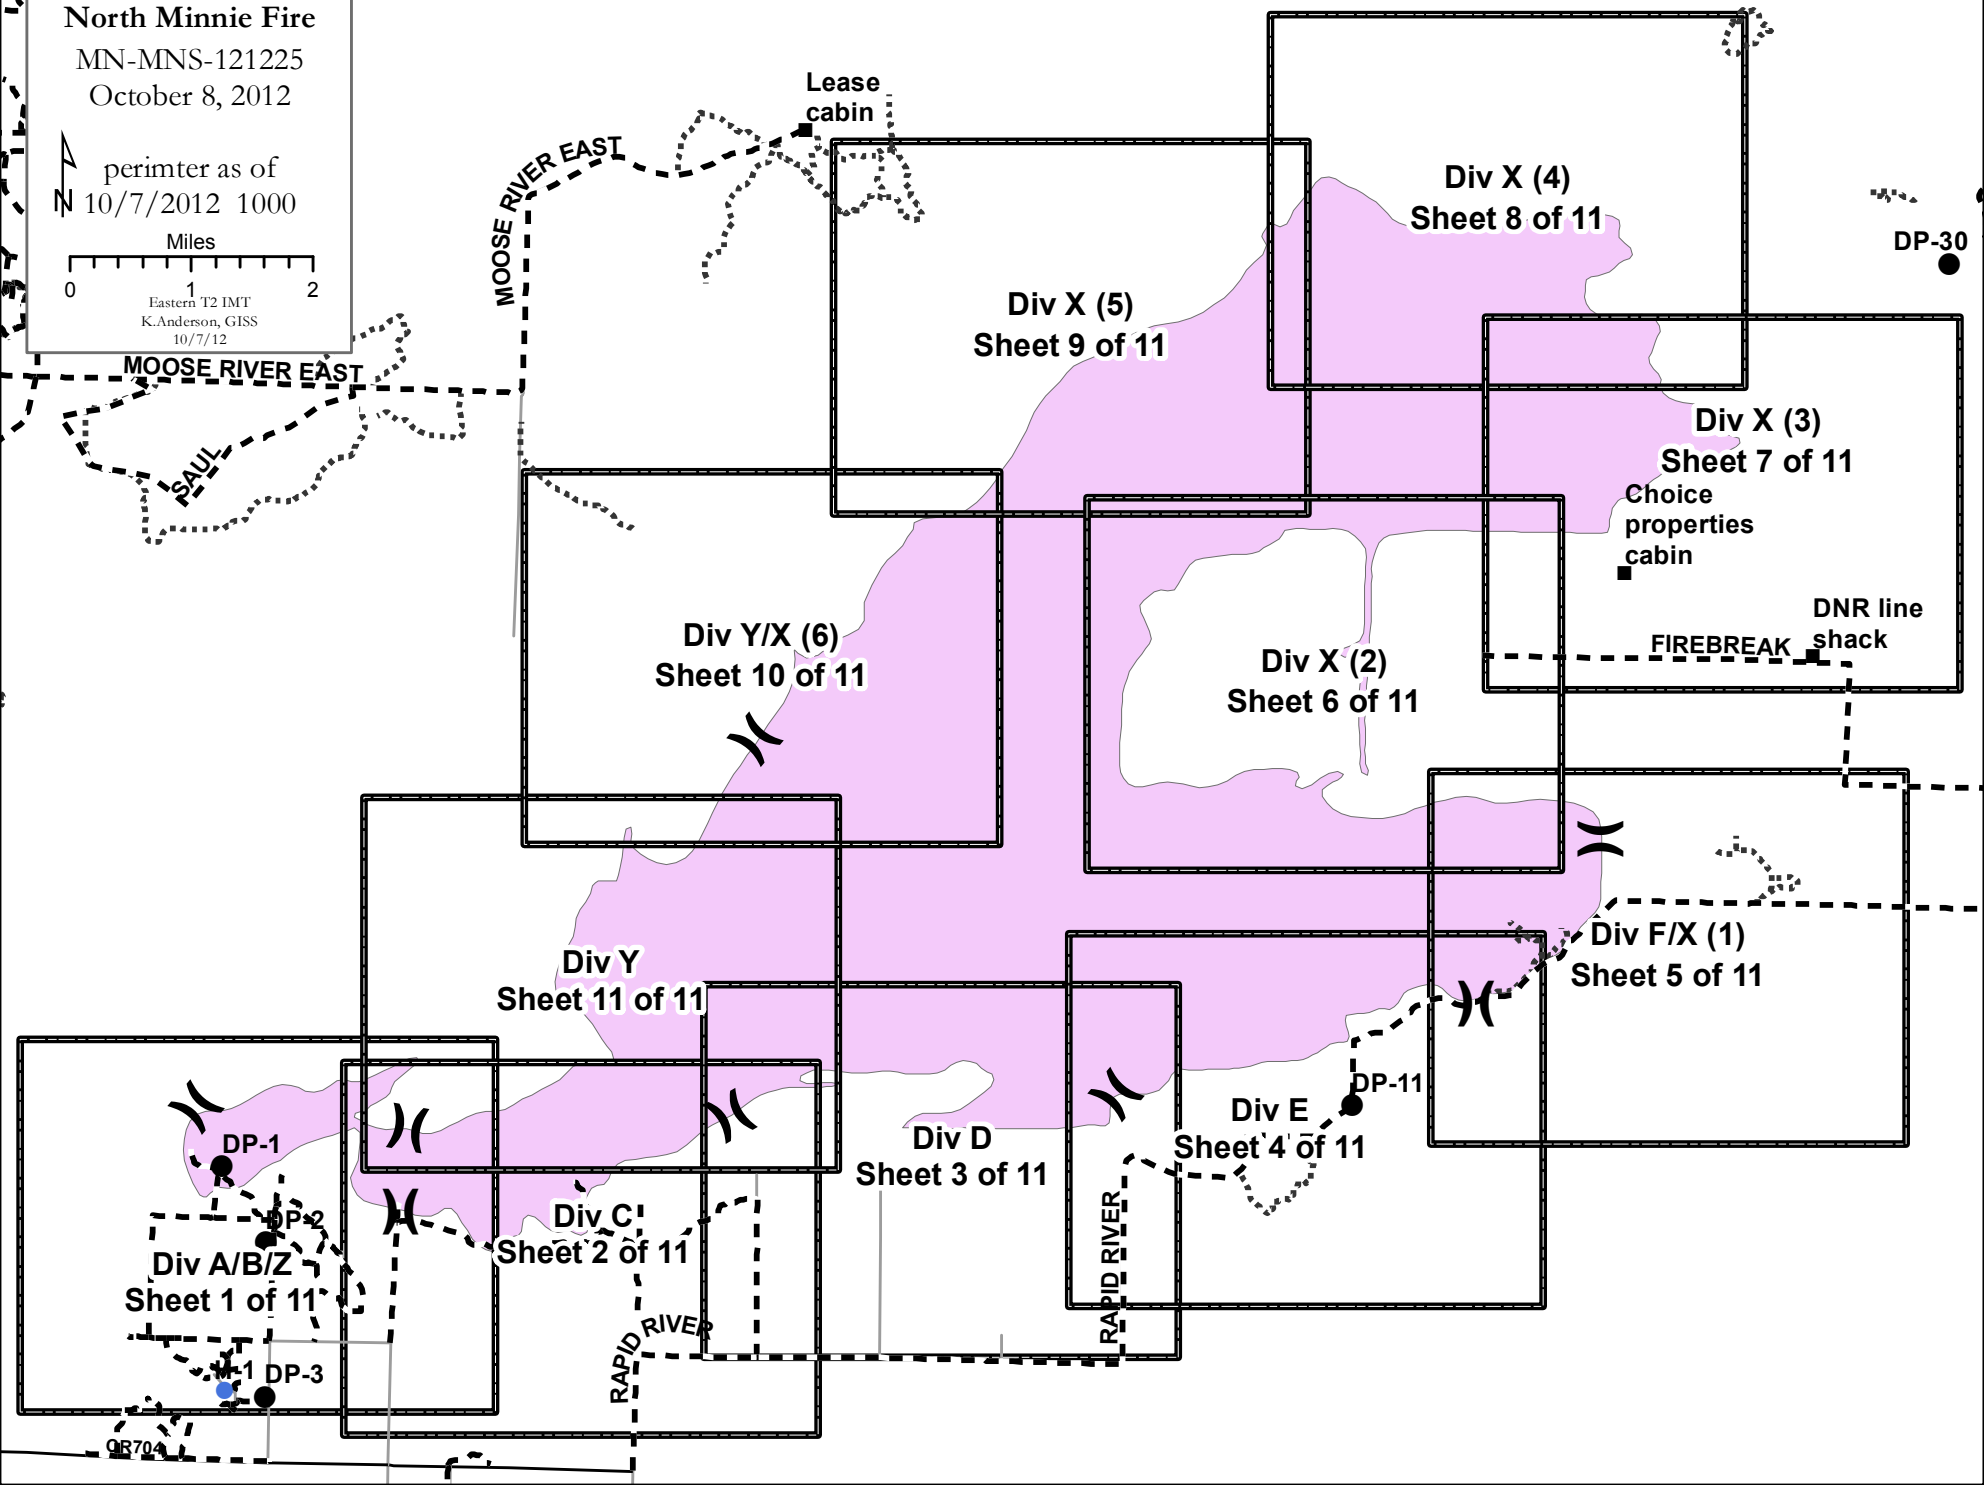 North Minnie Fire
MN-MNS-121225
October 8, 2012
N
perimter as of
10/7/2012 1000
Miles
0 1 2
Eastern T2 IMT
K.Anderson, GISS
10/7/12
Lease
cabin
MOOSE RIVER EAST
MOOSE RIVER EAST
SAUL
Div X (4)
Sheet 8 of 11
DP-30
Div X (5)
Sheet 9 of 11
Div X (3)
Sheet 7 of 11
Choice
properties
cabin
DNR line
shack
FIREBREAK
Div Y/X (6)
Sheet 10 of 11
Div X (2)
Sheet 6 of 11
Div F/X (1)
Sheet 5 of 11
Div Y
Sheet 11 of 11
DP-11
Div E
Sheet 4 of 11
Div D
Sheet 3 of 11
DP-1
DP-2
Div C
Sheet 2 of 11
Div A/B/Z
Sheet 1 of 11
RAPID RIVER
RAPID RIVER
H-1
DP-3
CR704